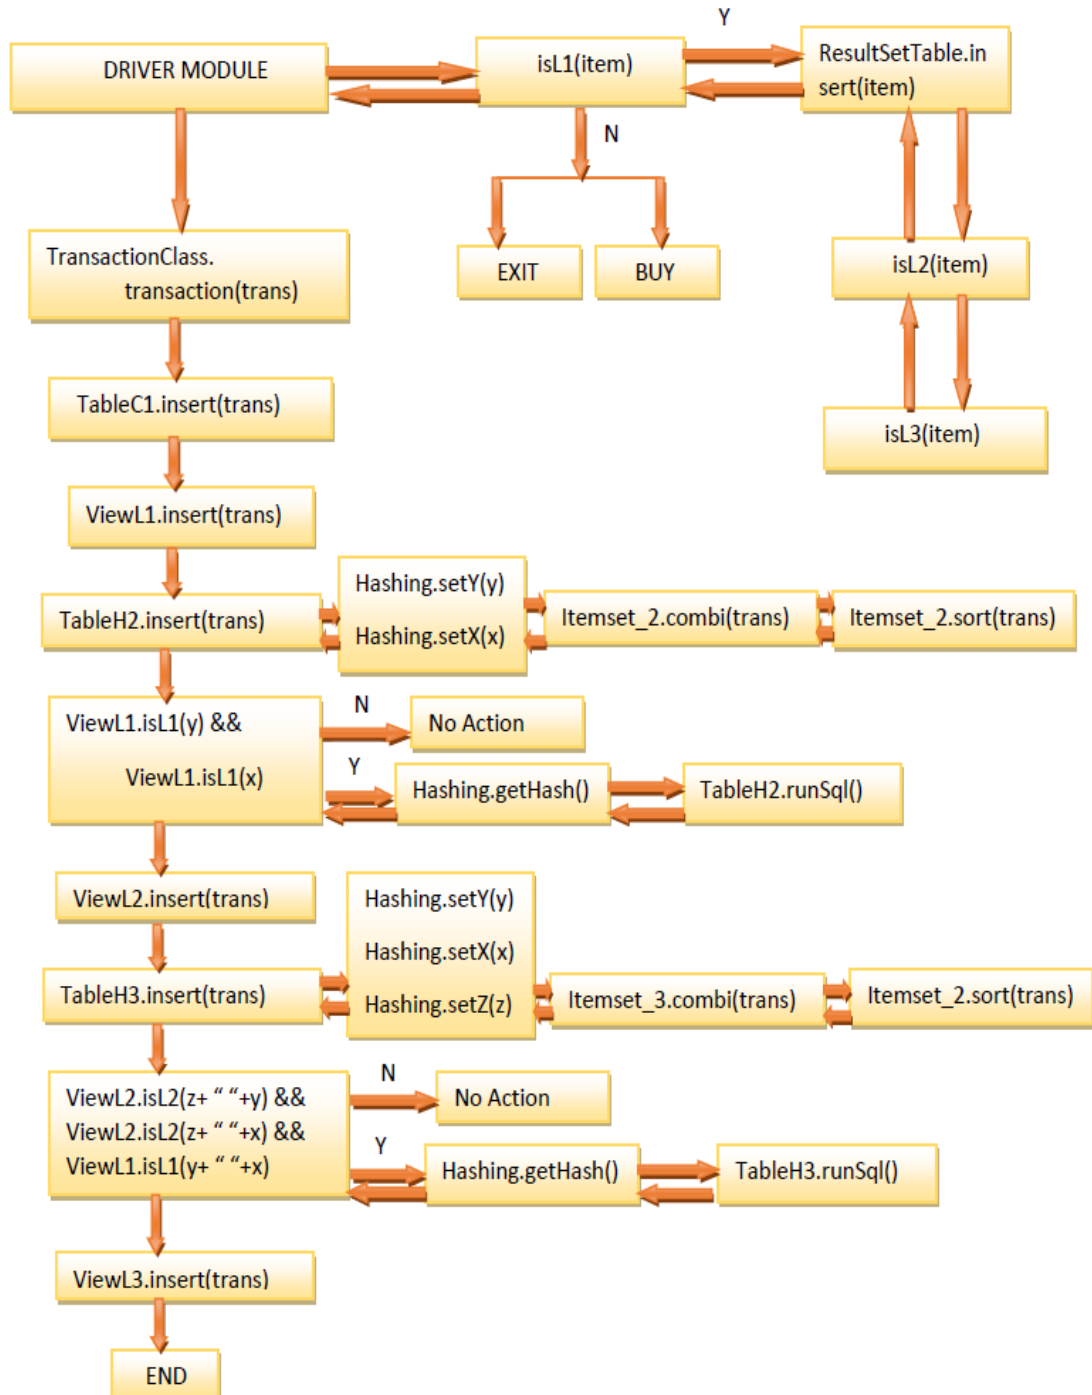 Y
DRIVER MODULE
isL1(item)
ResultSetTable.in
sert(item)
N
EXIT
BUY
isL2(item)
isL3(item)
TransactionClass.
transaction(trans)
TableC1.insert(trans)
ViewL1.insert(trans)
TableH2.insert(trans)
Hashing.setY(y)
Hashing.setX(x)
Itemset_2.combi(trans)
Itemset_2.sort(trans)
ViewL1.isL1(y) &&
ViewL1.isL1(x)
N
No Action
Y
Hashing.getHash()
TableH2.runSql()
ViewL2.insert(trans)
TableH3.insert(trans)
Hashing.setY(y)
Hashing.setX(x)
Hashing.setZ(z)
Itemset_3.combi(trans)
Itemset_2.sort(trans)
ViewL2.isL2(z+ “ “+y) &&
ViewL2.isL2(z+ “ “+x) &&
ViewL1.isL1(y+ “ “+x)
N
No Action
Y
Hashing.getHash()
TableH3.runSql()
ViewL3.insert(trans)
END